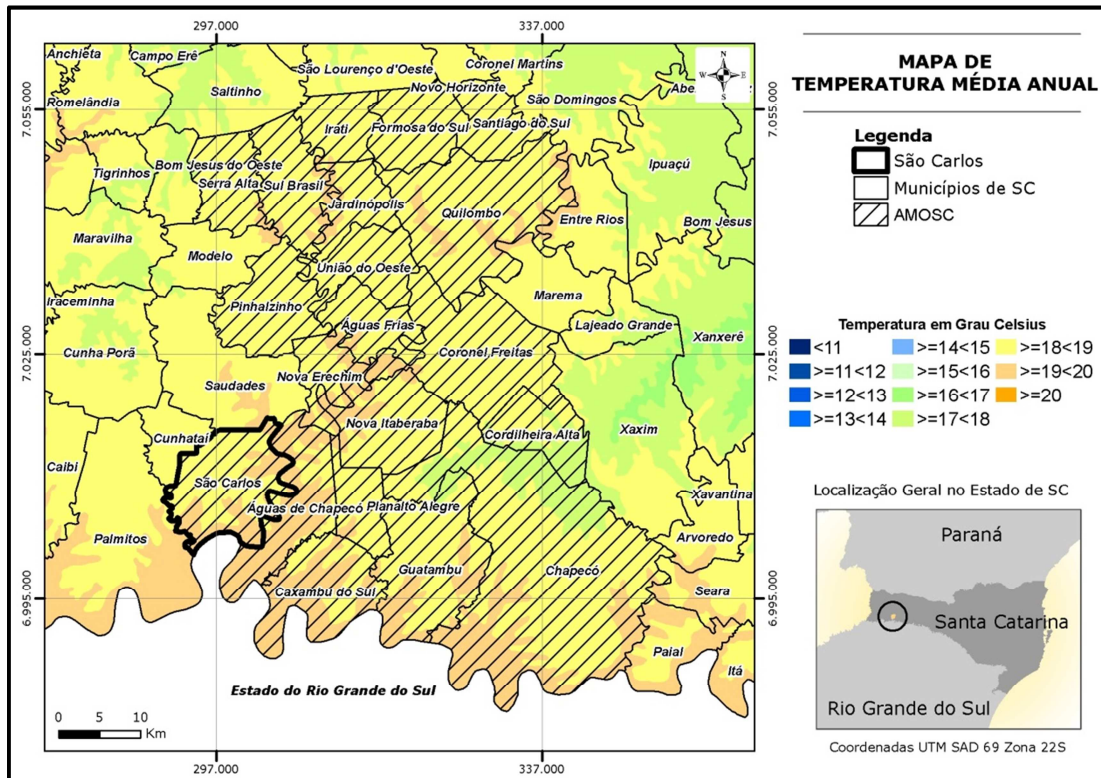 297.000
337.000
Anchieta
Campo Erê
São Lourenço d'Oeste
Coronel Martins
Saltinho
Novo Horizonte
São Domingos
Romelândia
Irati
Formosa do Sul
Santiago do Sul
Ipuaçú
Tigrinhos
Bom Jesus do Oeste
Serra Alta
Sul Brasil
Jardinópolis
Quilombo
Entre Rios
Bom Jesus
Maravilha
Modelo
União do Oeste
Iraceminha
Pinhalzinho
Marema
Lajeado Grande
Xanxerê
Cunha Porã
Águas Frias
Coronel Freitas
Saudades
Nova Erechim
Nova Itaberaba
Cordilheira Alta
Xaxim
Cunhataí
Caibi
São Carlos
Xavantina
Águas de Chapecó
Planalto Alegre
Palmitos
Arvoredo
Guatambú
Chapecó
Caxambú do Sul
Seara
Paial
Itá
Estado do Rio Grande do Sul
0 5 10
Km
7.055.000
7.025.000
6.995.000
7.055.000
7.025.000
6.995.000
297.000
337.000
N
W E
S
MAPA DE
TEMPERATURA MÉDIA ANUAL
Legenda
São Carlos
Municípios de SC
AMOSC
Temperatura em Grau Celsius
<11 >=14<15 >=18<19
>=11<12 >=15<16 >=19<20
>=12<13 >=16<17 >=20
>=13<14 >=17<18
Localização Geral no Estado de SC
Paraná
Santa Catarina
Rio Grande do Sul
Coordenadas UTM SAD 69 Zona 22S